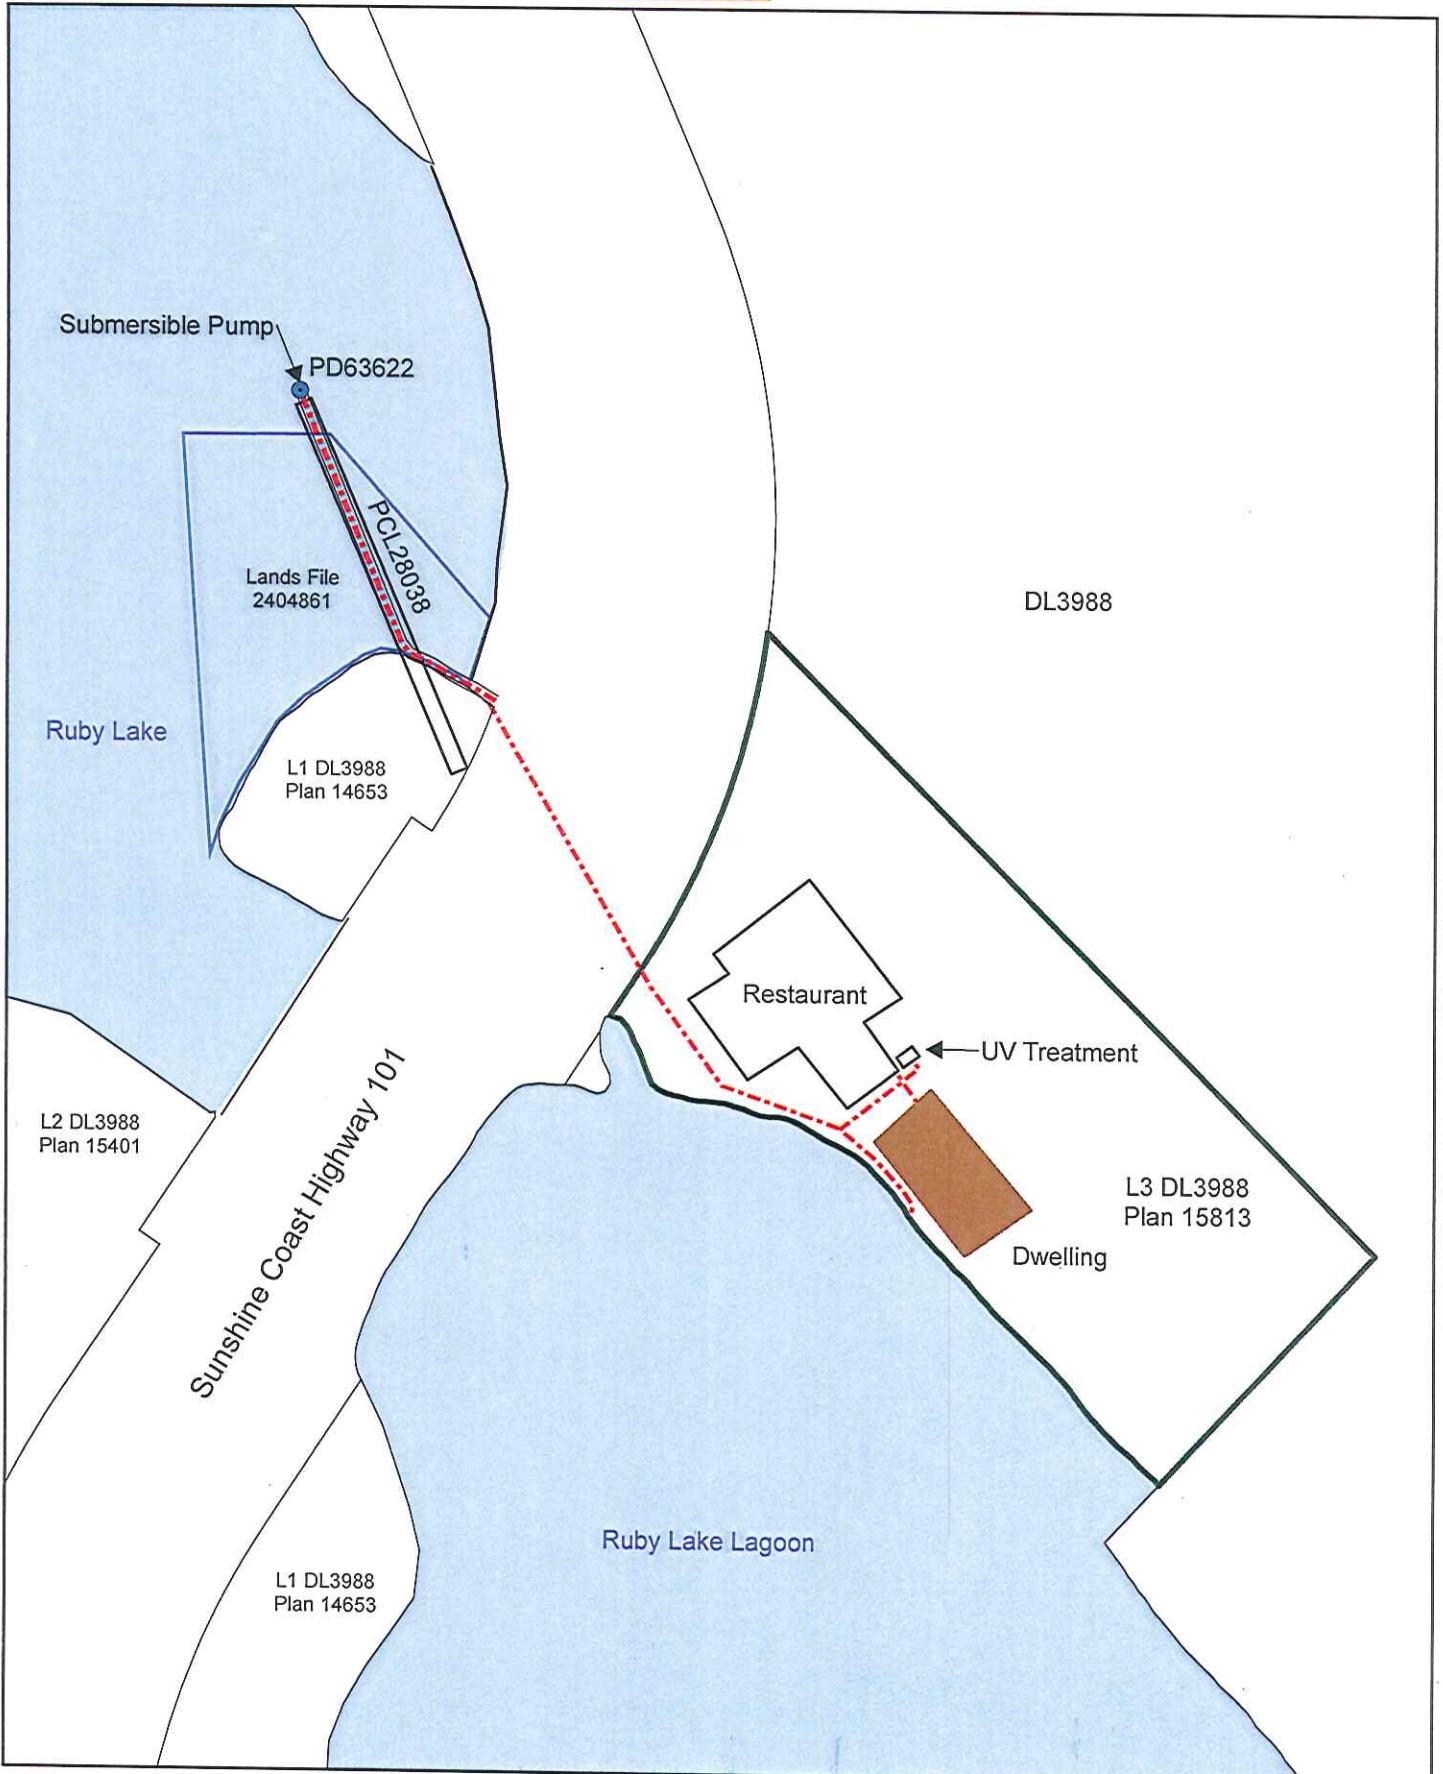 Submersible Pump
PD63622
PCL28038
Lands File
2404861
DL3988
Ruby Lake
L1 DL3988
Plan 14653
Restaurant
UV Treatment
L2 DL3988
Plan 15401
Sunshine Coast Highway 101
L3 DL3988
Plan 15813
Dwelling
Ruby Lake Lagoon
L1 DL3988
Plan 14653